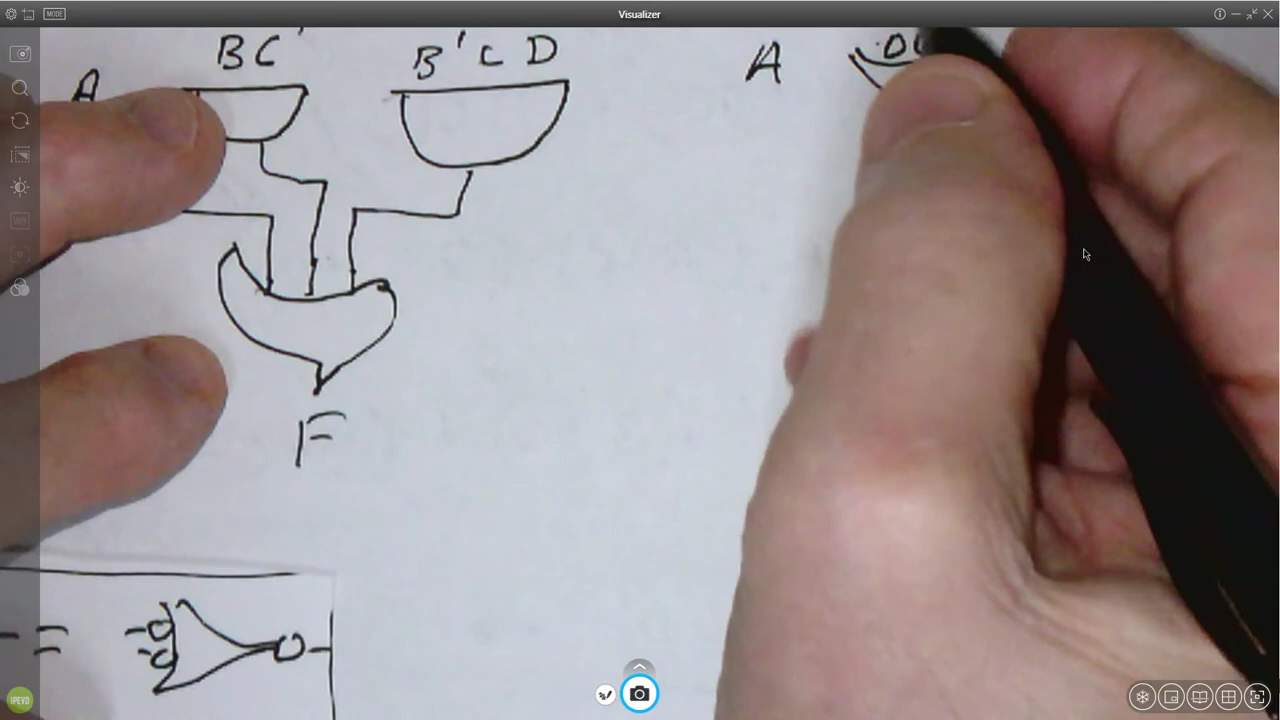 Visualizer
MODE
BC' B'CD A
A
F
=
IPEVO